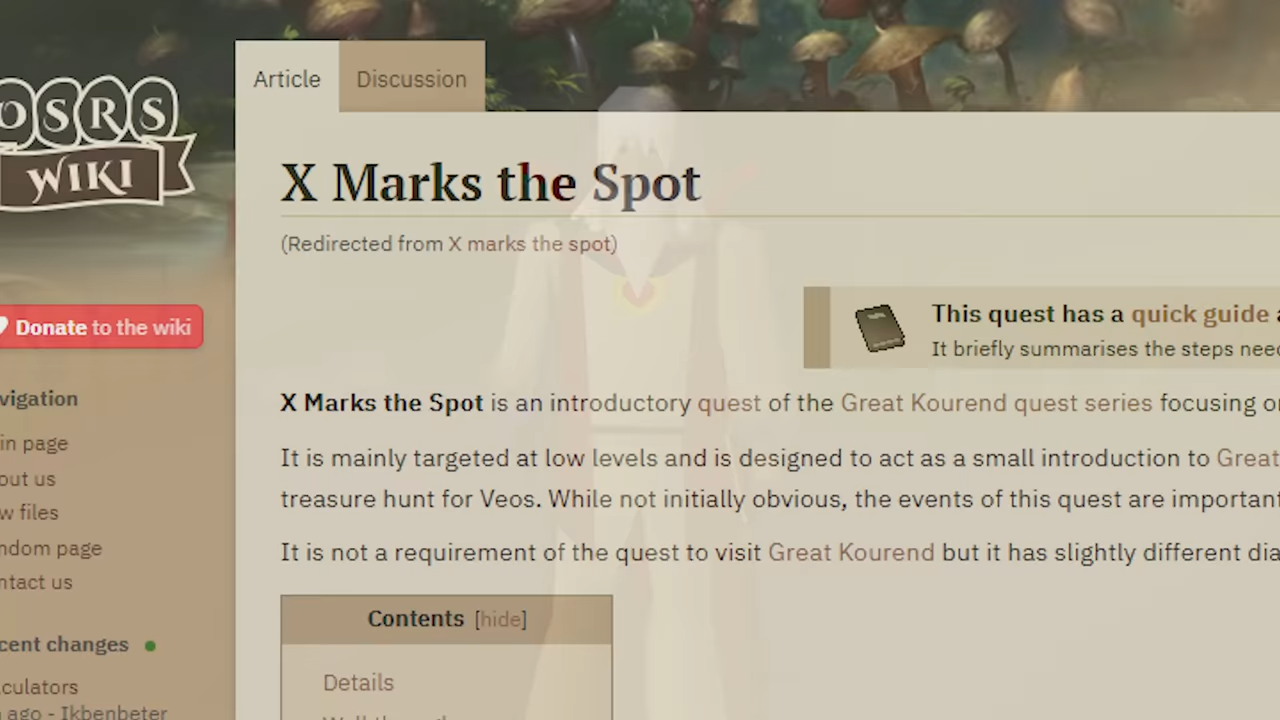 Article Discussion
OSRS
WIKI
X Marks the Spot
(Redirected from X marks the spot)
Donate to the wiki
This quest has a quick guide
It briefly summarises the steps
vigation
X Marks the Spot is an introductory quest of the Great Kourend quest series focusing
in page
It is mainly targeted at low levels and is designed to act as a small introduction to Great
out us
treasure hunt for Veos. While not initially obvious, the events of this quest are important
w files
ndom page
It is not a requirement of the quest to visit Great Kourend but it has slightly different
ntact us
Contents [hide]
cent changes
Details
culators
ago - Ikbenbeter